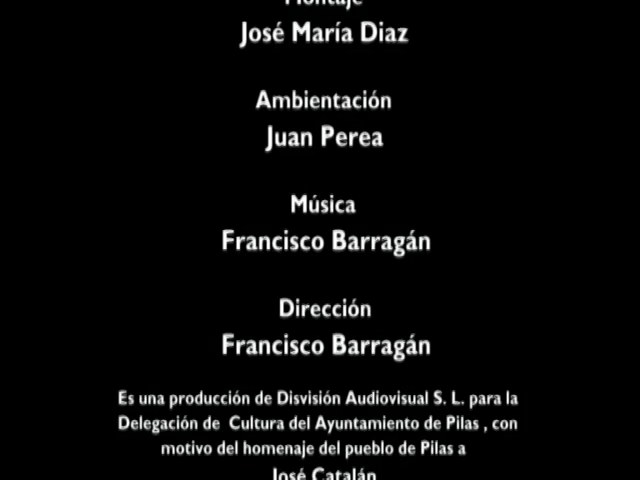 Montaje
José María Diaz
Ambientación
Juan Perea
Música
Francisco Barragán
Dirección
Francisco Barragán
Es una producción de Disvisión Audiovisual S. L. para la
Delegación de Cultura del Ayuntamiento de Pilas , con
motivo del homenaje del pueblo de Pilas a
José Catalán